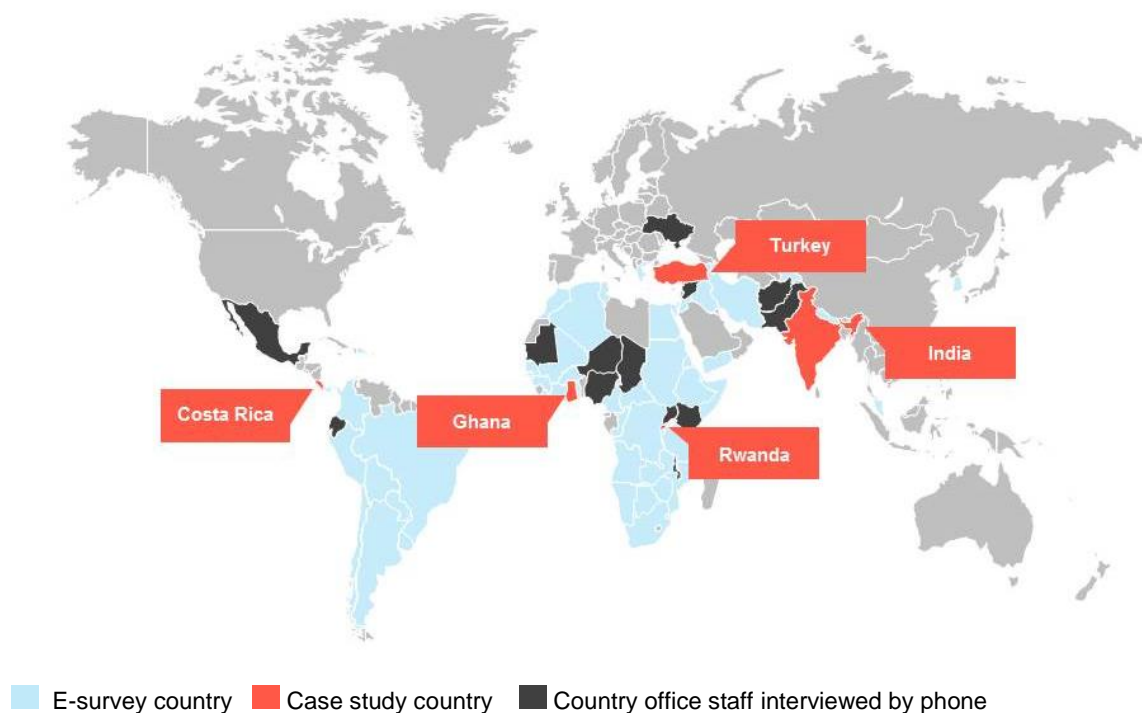 Turkey
India
Costa Rica
Ghana
Rwanda
E-survey country Case study country Country office staff interviewed by phone